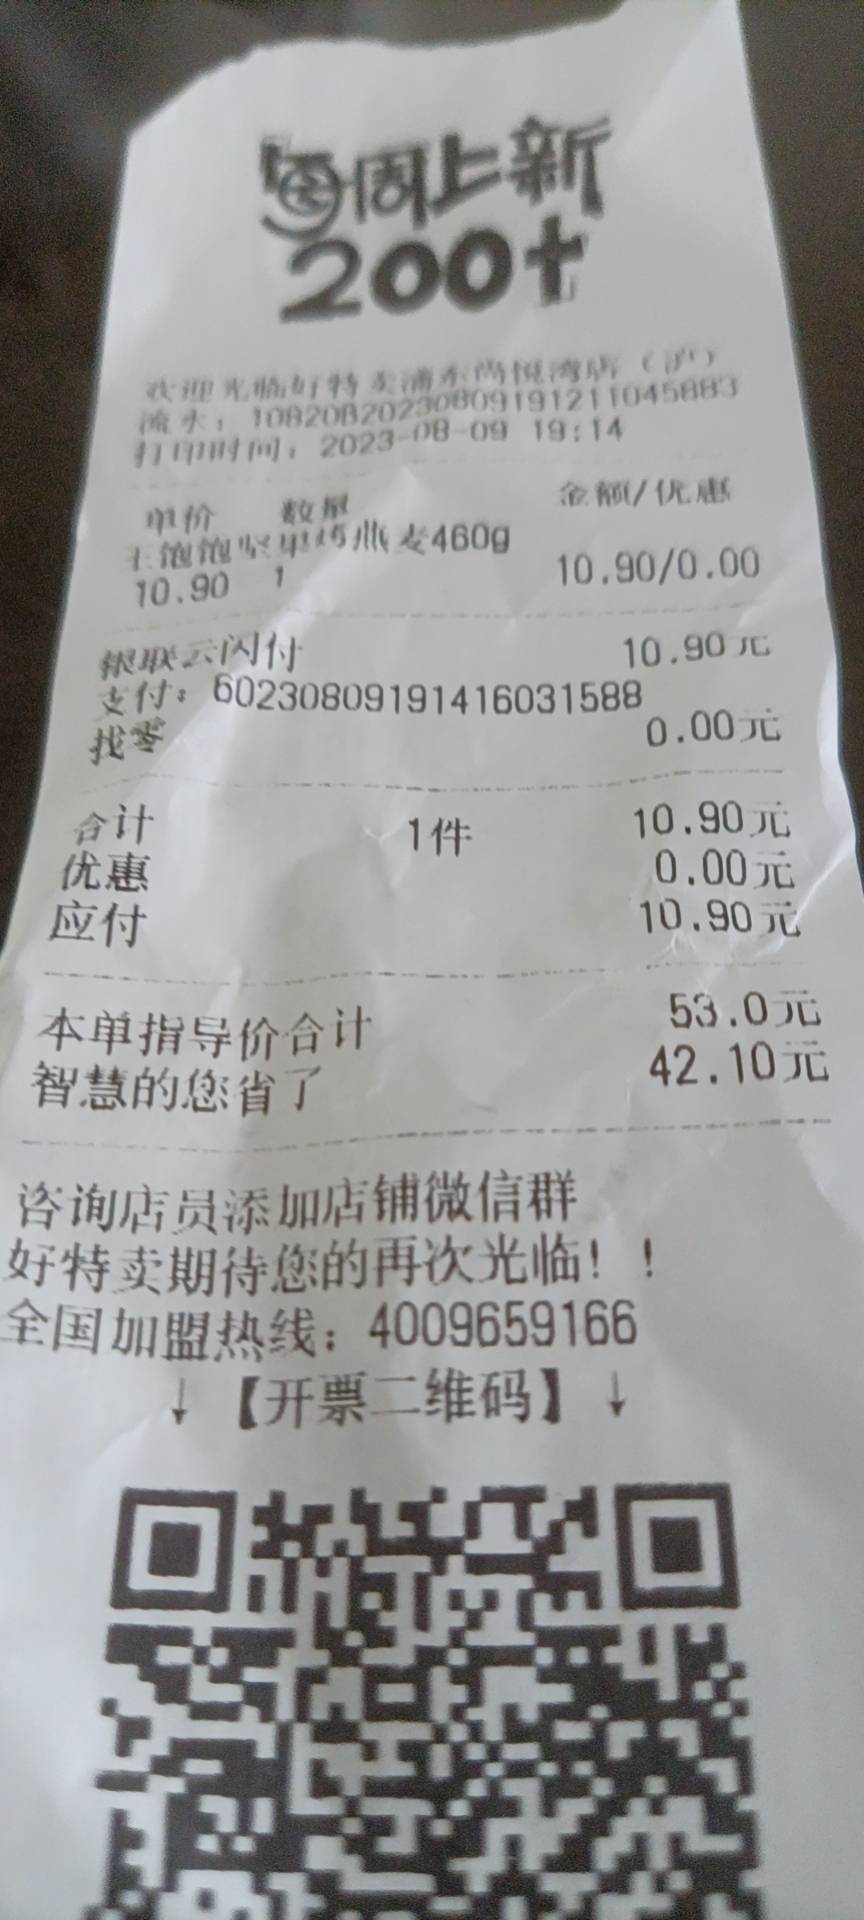 每周上新
200+
欢迎光临好特卖浦东尚悦湾店（沪）
流水：10820820230809191211045883
打印时间：2023-08-09 19:14
单价 数量 金额/优惠
王饱饱坚果烤燕麦460g
10.90 1 10.90/0.00
银联云闪付 10.90元
支付：60230809191416031588
找零 0.00元
合计 1件 10.90元
优惠 0.00元
应付 10.90元
本单指导价合计 53.0元
智慧的您省了 42.10元
咨询店员添加店铺微信群
好特卖期待您的再次光临！！
全国加盟热线：4009659166
↓【开票二维码】↓